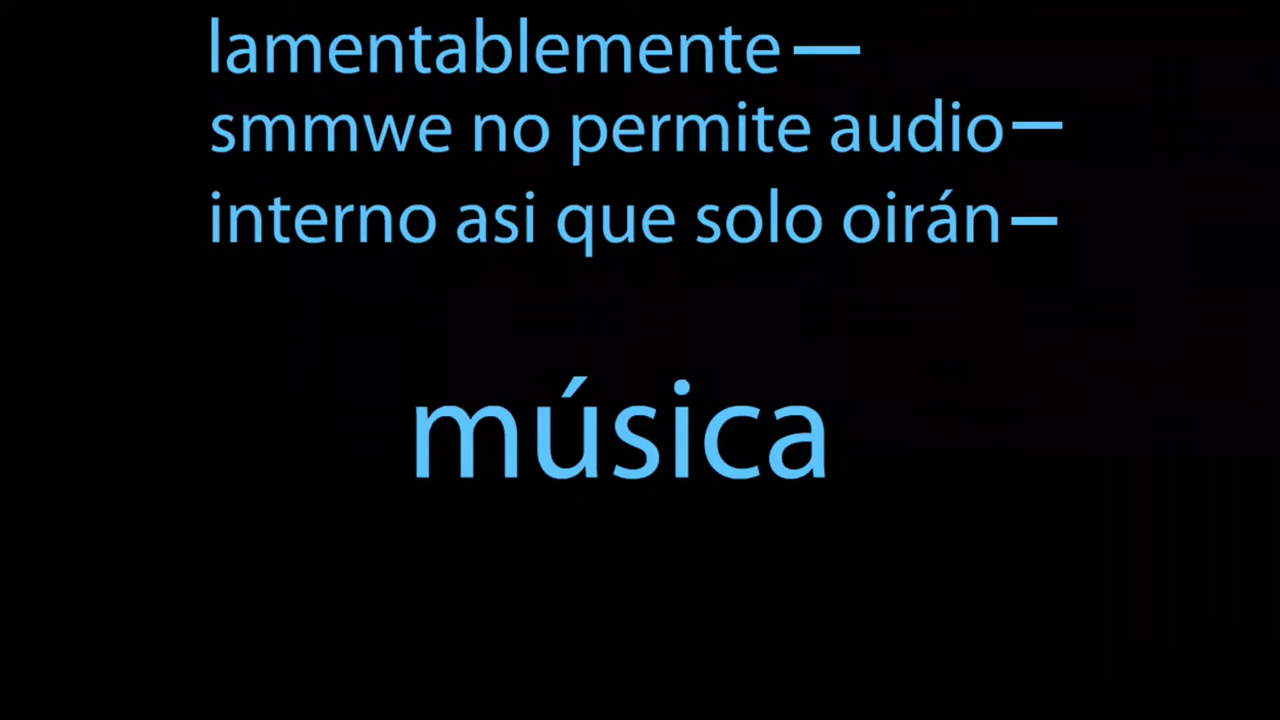 lamentablemente —
smmwe no permite audio –
interno asi que solo oirán –
música